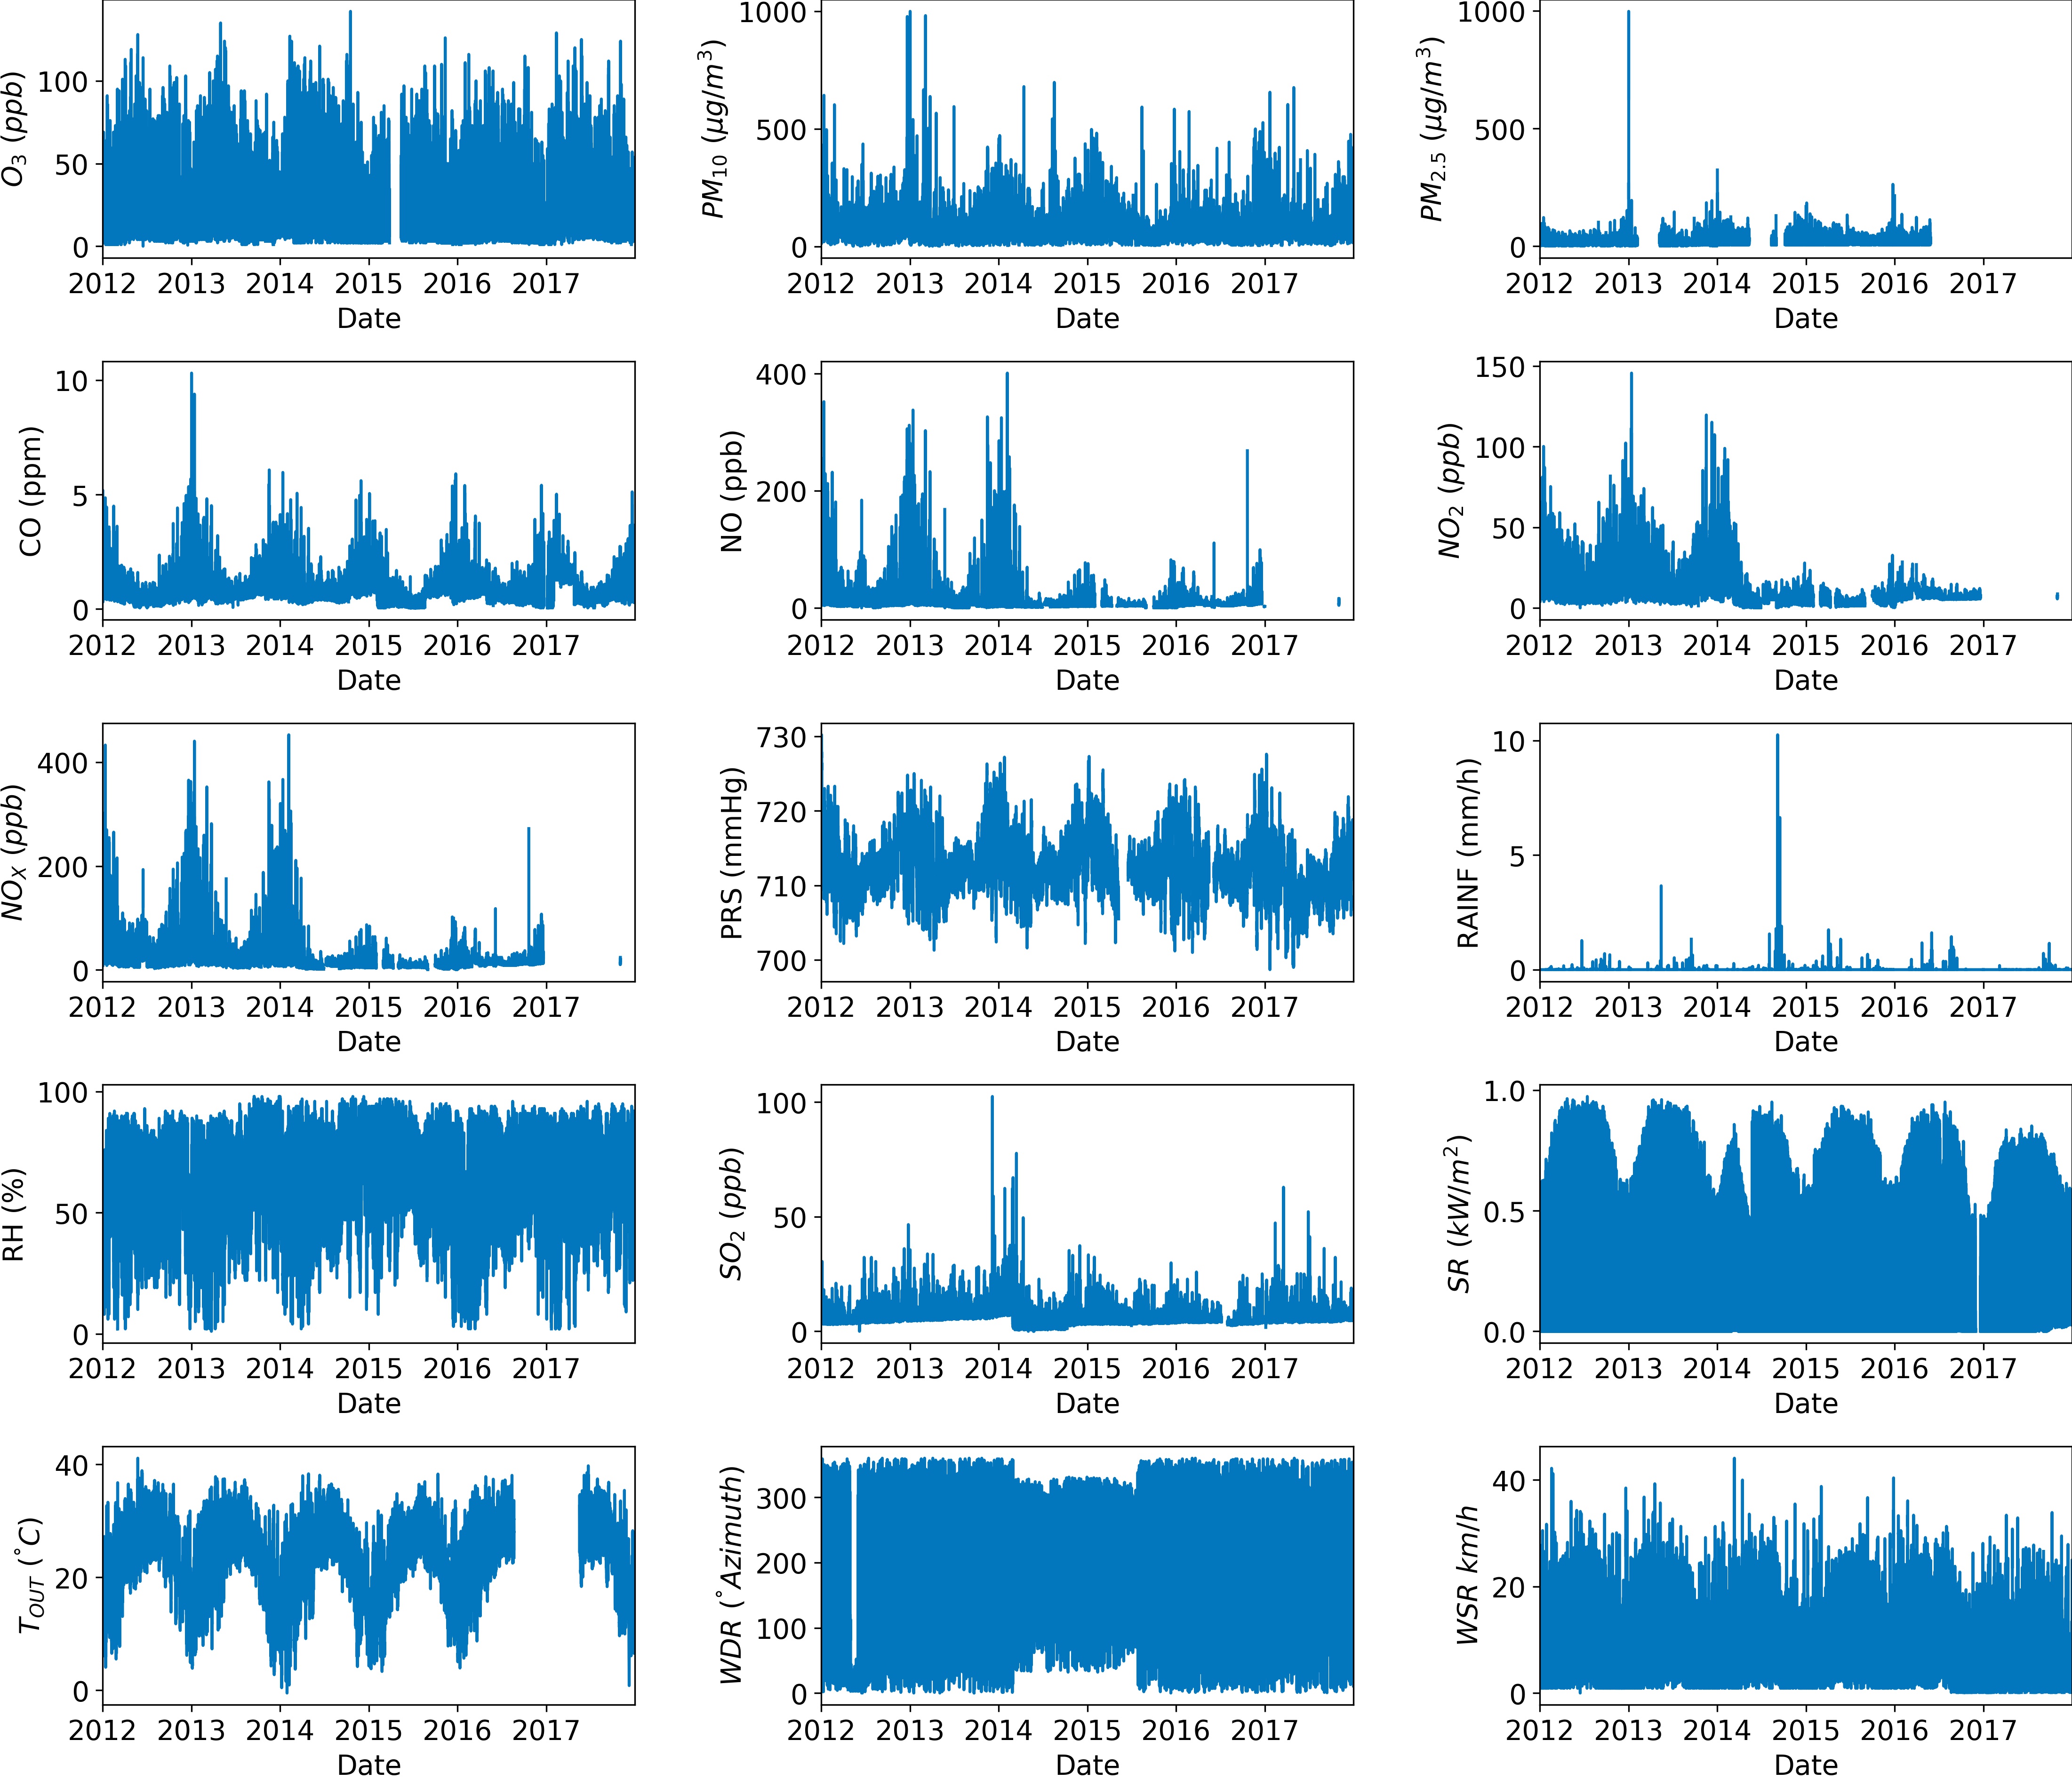 O3 (ppb)
100
50
0
2012 2013 2014 2015 2016 2017
Date
PM10 (μg/m3)
1000
500
0
2012 2013 2014 2015 2016 2017
Date
PM2.5 (μg/m3)
1000
500
0
2012 2013 2014 2015 2016 2017
Date
CO (ppm)
10
5
0
2012 2013 2014 2015 2016 2017
Date
NO (ppb)
400
200
0
2012 2013 2014 2015 2016 2017
Date
NO2 (ppb)
150
100
50
0
2012 2013 2014 2015 2016 2017
Date
NOX (ppb)
400
200
0
2012 2013 2014 2015 2016 2017
Date
PRS (mmHg)
730
720
710
700
2012 2013 2014 2015 2016 2017
Date
RAINF (mm/h)
10
5
0
2012 2013 2014 2015 2016 2017
Date
RH (%)
100
50
0
2012 2013 2014 2015 2016 2017
Date
SO2 (ppb)
100
50
0
2012 2013 2014 2015 2016 2017
Date
SR (kW/m2)
1.0
0.5
0.0
2012 2013 2014 2015 2016 2017
Date
TOUT (°C)
40
20
0
2012 2013 2014 2015 2016 2017
Date
WDR (°Azimuth)
300
200
100
0
2012 2013 2014 2015 2016 2017
Date
WSR km/h
40
20
0
2012 2013 2014 2015 2016 2017
Date